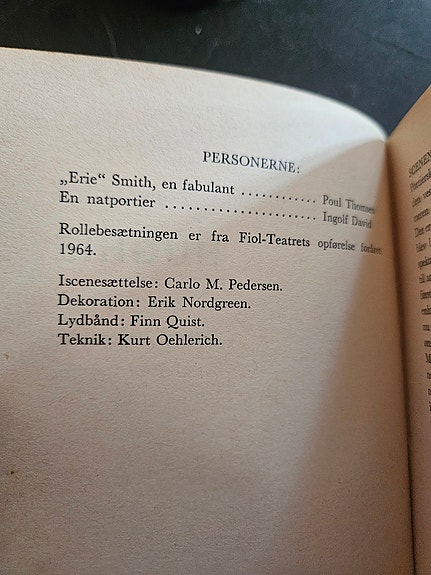 PERSONERNE:
„Erie“ Smith, en fabulant ............ Poul Thomsen
En natportier ........................ Ingolf David
Rollebesætningen er fra Fiol-Teatrets opførelse foråret
1964.
Iscenesættelse: Carlo M. Pedersen.
Dekoration: Erik Nordgreen.
Lydbånd: Finn Quist.
Teknik: Kurt Oehlerich.